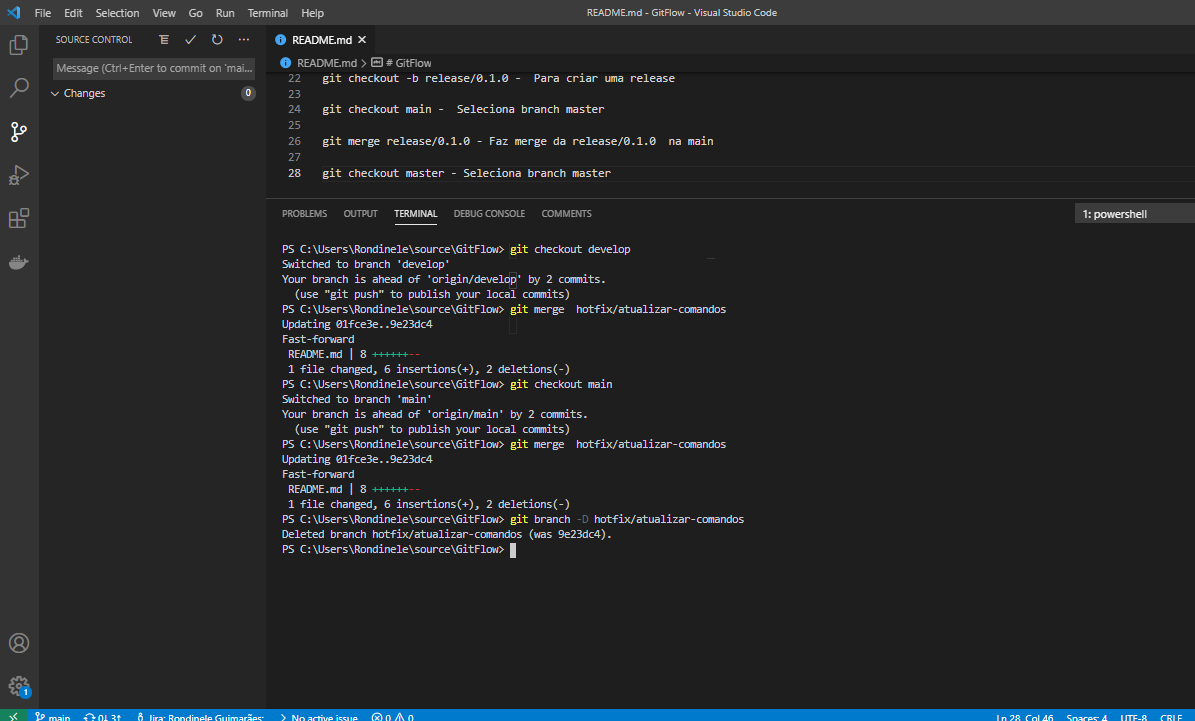 File Edit Selection View Go Run Terminal Help README.md - GitFlow - Visual Studio Code
SOURCE CONTROL
README.md
Message (Ctrl+Enter to commit on 'mai...
README.md > # GitFlow
Changes 0
22 git checkout -b release/0.1.0 - Para criar uma release
23
24 git checkout main - Seleciona branch master
25
26 git merge release/0.1.0 - Faz merge da release/0.1.0 na main
27
28 git checkout master - Seleciona branch master
PROBLEMS OUTPUT TERMINAL DEBUG CONSOLE COMMENTS 1: powershell
PS C:\Users\Rondinele\source\GitFlow> git checkout develop
Switched to branch 'develop'
Your branch is ahead of 'origin/develop' by 2 commits.
(use "git push" to publish your local commits)
PS C:\Users\Rondinele\source\GitFlow> git merge hotfix/atualizar-comandos
Updating 01fce3e..9e23dc4
Fast-forward
README.md | 8 ++++++--
1 file changed, 6 insertions(+), 2 deletions(-)
PS C:\Users\Rondinele\source\GitFlow> git checkout main
Switched to branch 'main'
Your branch is ahead of 'origin/main' by 2 commits.
(use "git push" to publish your local commits)
PS C:\Users\Rondinele\source\GitFlow> git merge hotfix/atualizar-comandos
Updating 01fce3e..9e23dc4
Fast-forward
README.md | 8 ++++++--
1 file changed, 6 insertions(+), 2 deletions(-)
PS C:\Users\Rondinele\source\GitFlow> git branch -D hotfix/atualizar-comandos
Deleted branch hotfix/atualizar-comandos (was 9e23dc4).
PS C:\Users\Rondinele\source\GitFlow>
1
main 0↓ 3↑ Jira: Rondinele Guimarães: No active issue 0 0 Ln 28, Col 46 Spaces: 4 UTF-8 CRLF